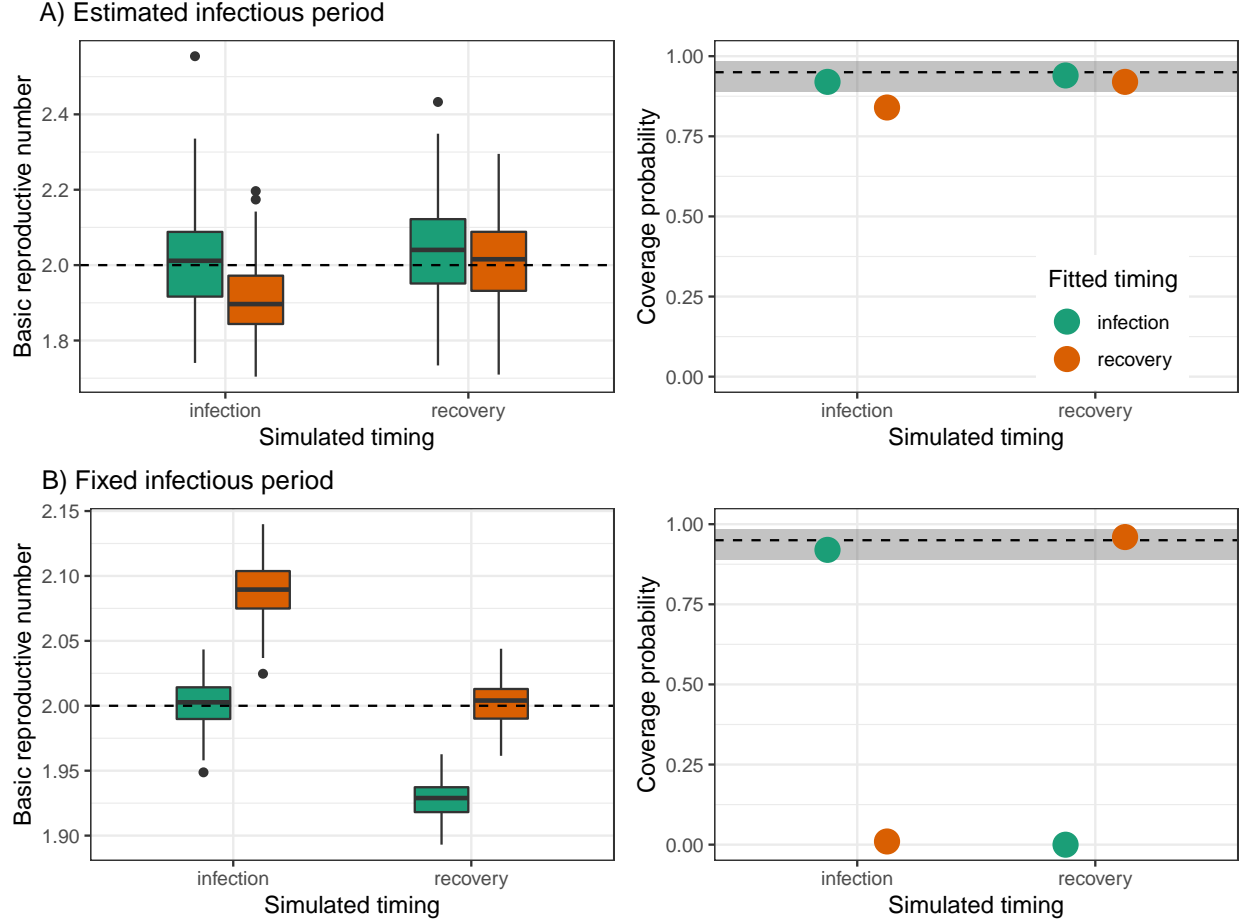 A) Estimated infectious period
Basic reproductive number
2.4
2.2
2.0
1.8
infection
recovery
Simulated timing
Coverage probability
1.00
0.75
0.50
0.25
0.00
Fitted timing
infection
recovery
infection
recovery
Simulated timing
B) Fixed infectious period
Basic reproductive number
2.15
2.10
2.05
2.00
1.95
1.90
infection
recovery
Simulated timing
Coverage probability
1.00
0.75
0.50
0.25
0.00
infection
recovery
Simulated timing